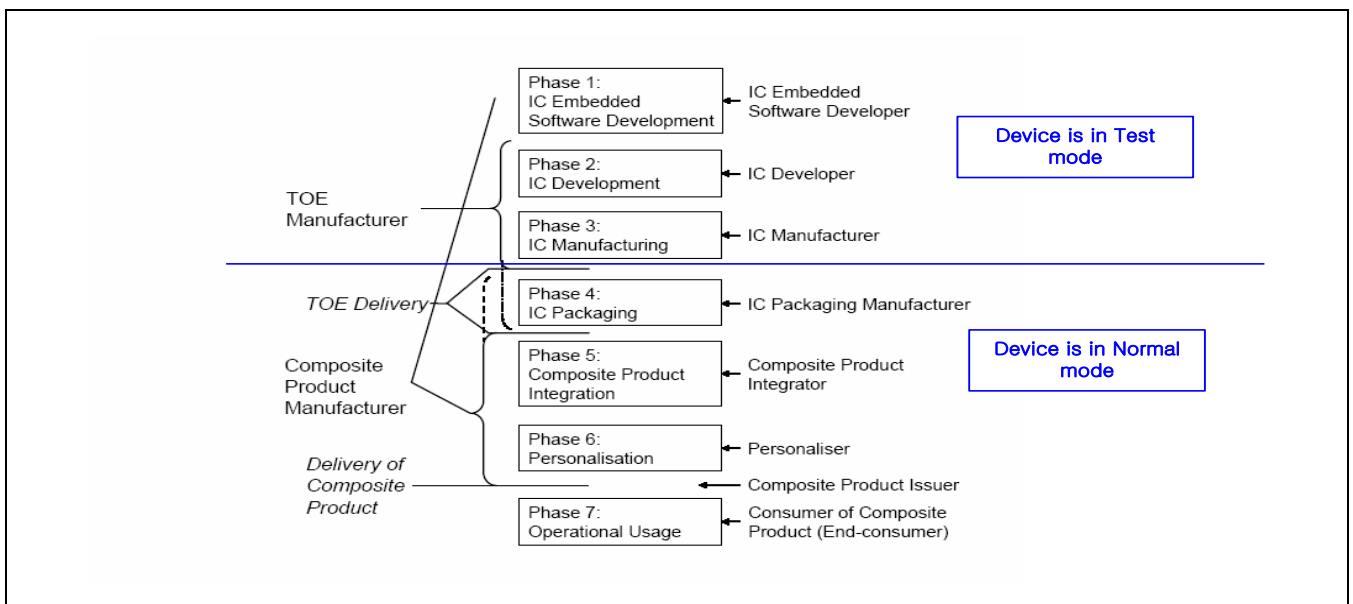 Phase 1:
IC Embedded
Software Development
IC Embedded
Software Developer
Device is in Test
mode
Phase 2:
IC Development
IC Developer
TOE
Manufacturer
Phase 3:
IC Manufacturing
IC Manufacturer
TOE Delivery
Phase 4:
IC Packaging
IC Packaging Manufacturer
Device is in Normal
mode
Composite
Product
Manufacturer
Phase 5:
Composite Product
Integration
Composite Product
Integrator
Phase 6:
Personalisation
Personaliser
Delivery of
Composite
Product
Composite Product Issuer
Phase 7:
Operational Usage
Consumer of Composite
Product (End-consumer)